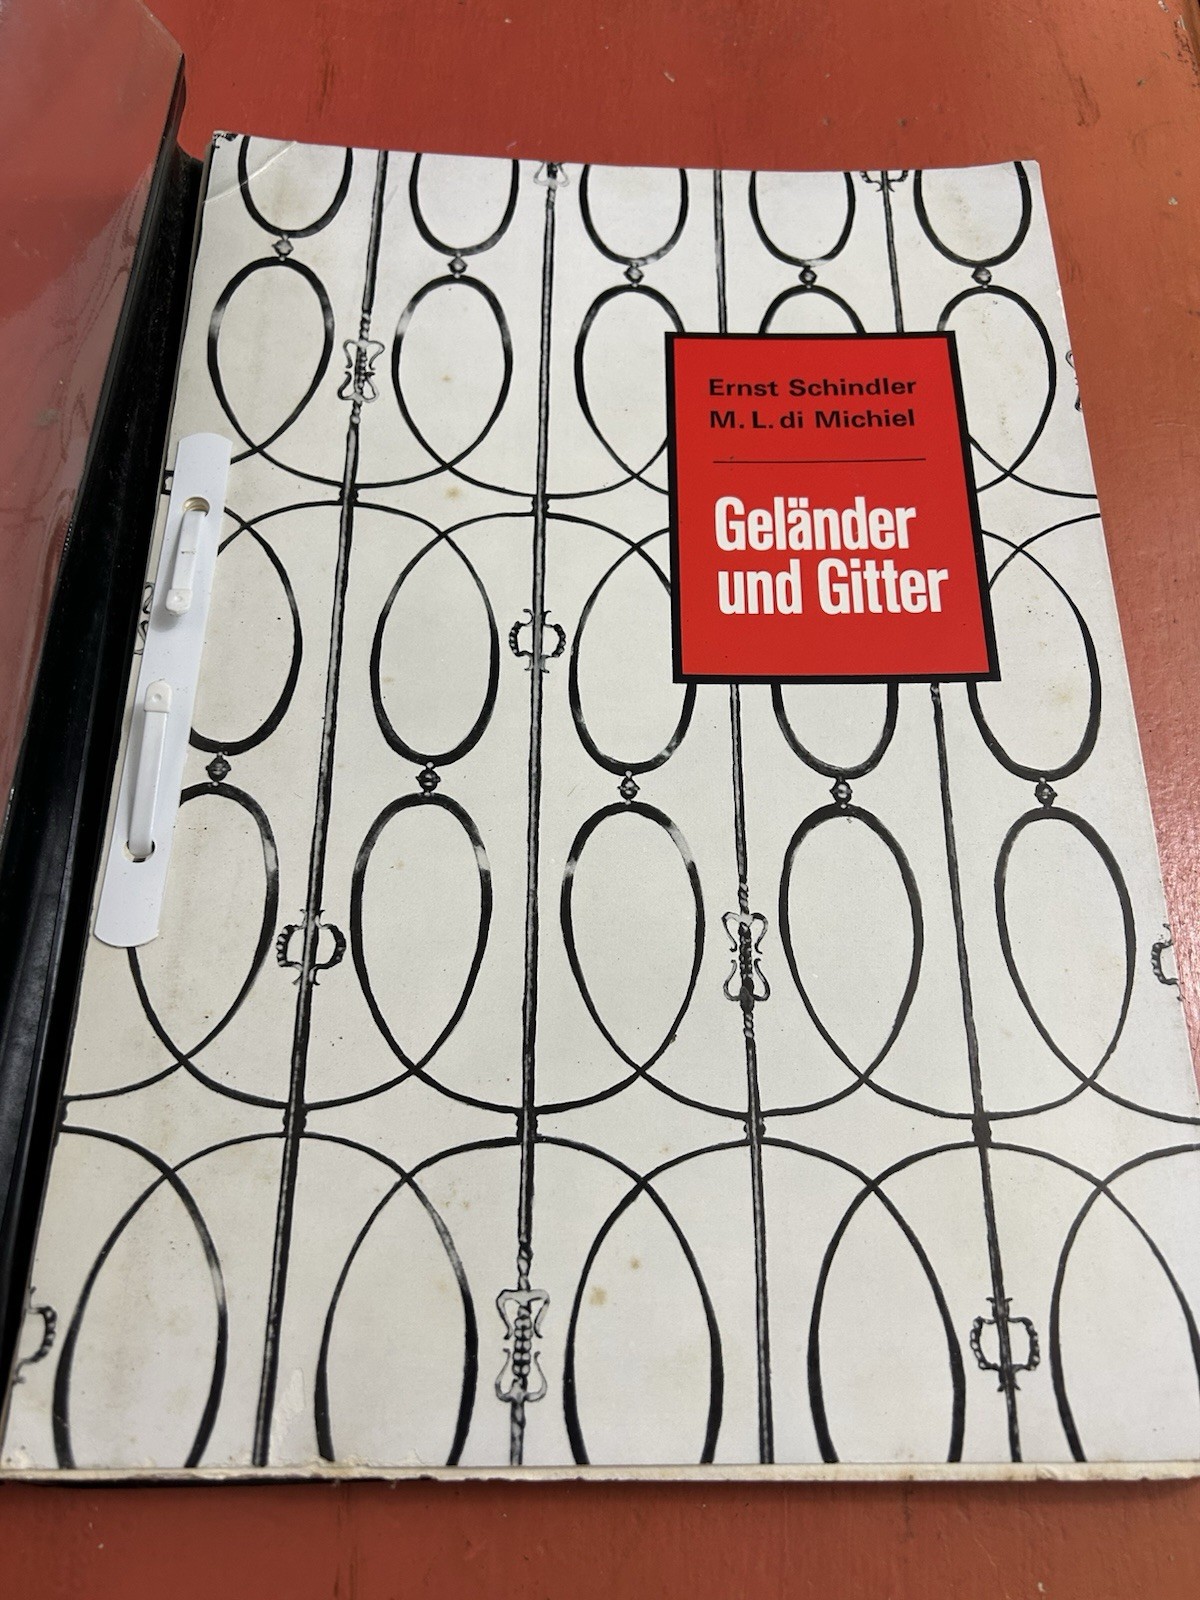 Ernst Schindler
M. L. di Michiel
Geländer
und Gitter